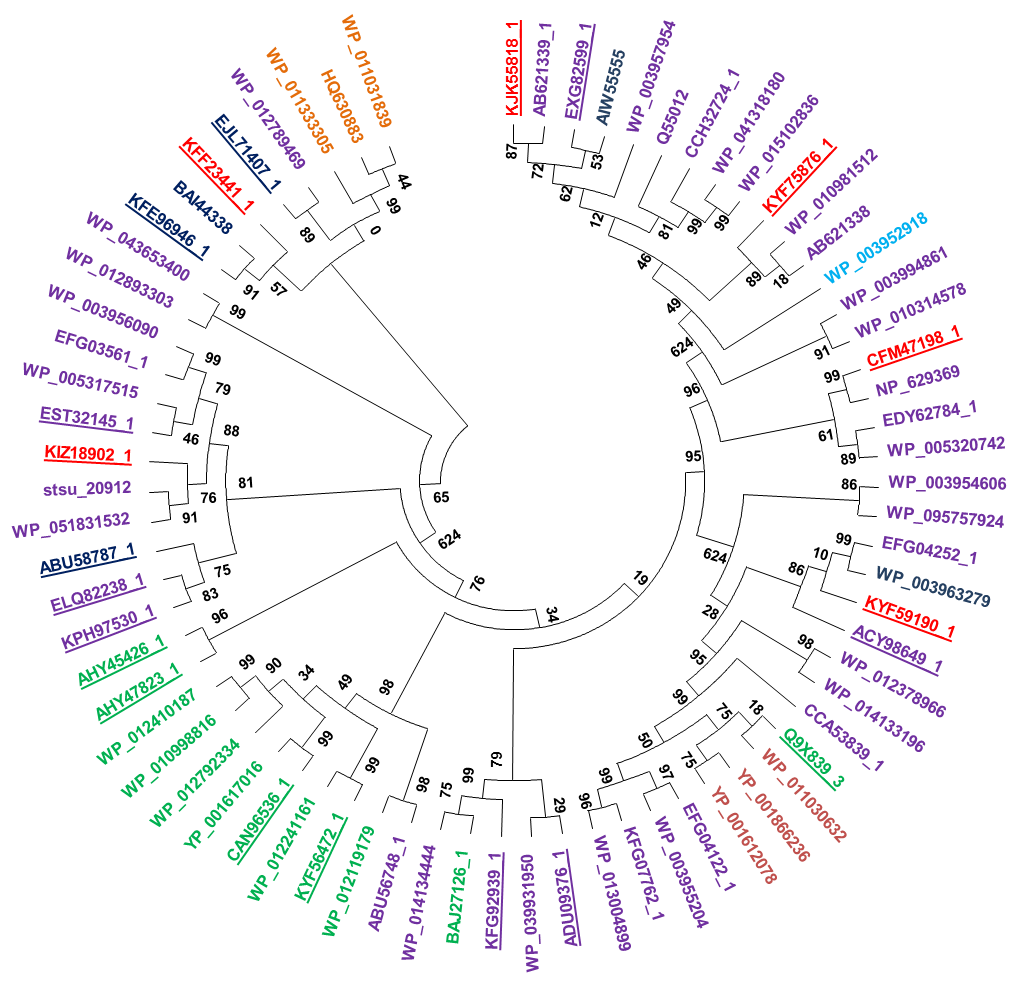 KJK55818_1
AB621339_1
EXG82599_1
AIW55555
WP_003957954
Q55012
CCH32724_1
WP_041318180
WP_015102836
KYF75876_1
WP_010981512
AB621338
WP_003952918
WP_003994861
WP_010314578
CFM47198_1
NP_629369
EDY62784_1
WP_005320742
WP_003954606
WP_095757924
EFG04252_1
WP_003963279
KYF59190_1
ACY98649_1
WP_012378966
WP_014133196
CCA53839_1
Q9X839_3
WP_011030632
YP_001866236
YP_001612078
EFG04122_1
WP_003955204
KFG07762_1
WP_013004899
ADU09376_1
WP_039931950
KFG92939_1
BAJ27126_1
WP_014134444
ABU56748_1
WP_012119179
KYF56472_1
WP_012241161
CAN96536_1
YP_001617016
WP_012792334
WP_010998816
WP_012410187
AHY47823_1
AHY45426_1
KPH97530_1
ELQ82238_1
ABU58787_1
WP_051831532
stsu_20912
KIZ18902_1
EST32145_1
WP_005317515
EFG03561_1
WP_003956090
WP_012893303
WP_043653400
KFE96946_1
BAI44338
KFF23441_1
EJL71407_1
WP_012789469
WP_011333305
HQ630883
WP_011031839
87
72
53
62
12
81
99
99
46
89
18
49
91
624
99
61
89
96
95
86
624
99
10
86
28
98
95
99
18
75
75
50
97
99
96
19
29
79
99
75
34
98
98
99
49
34
99
90
99
96
76
83
75
81
91
76
88
46
79
99
624
65
99
91
57
89
0
99
44